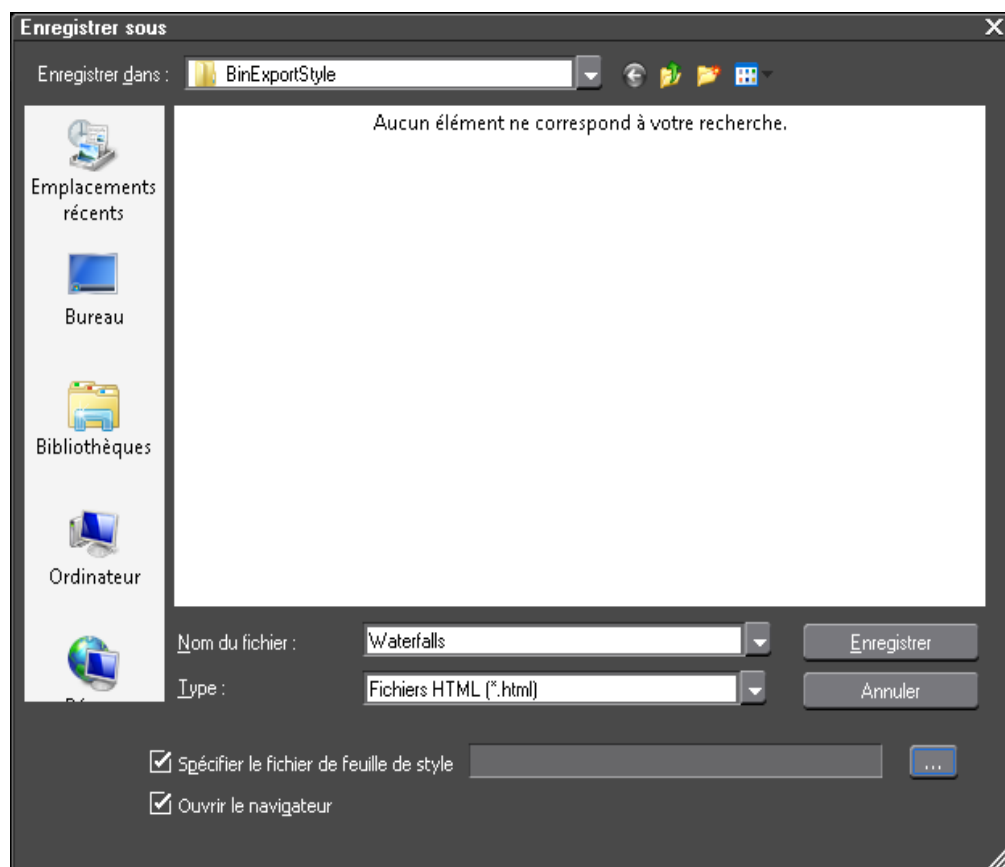 Enregistrer sous
Enregistrer dans :
BinExportStyle
Aucun élément ne correspond à votre recherche.
Emplacements
récents
Bureau
Bibliothèques
Ordinateur
Nom du fichier :
Waterfalls
Enregistrer
Type :
Fichiers HTML (*.html)
Annuler
Spécifier le fichier de feuille de style
...
Ouvrir le navigateur